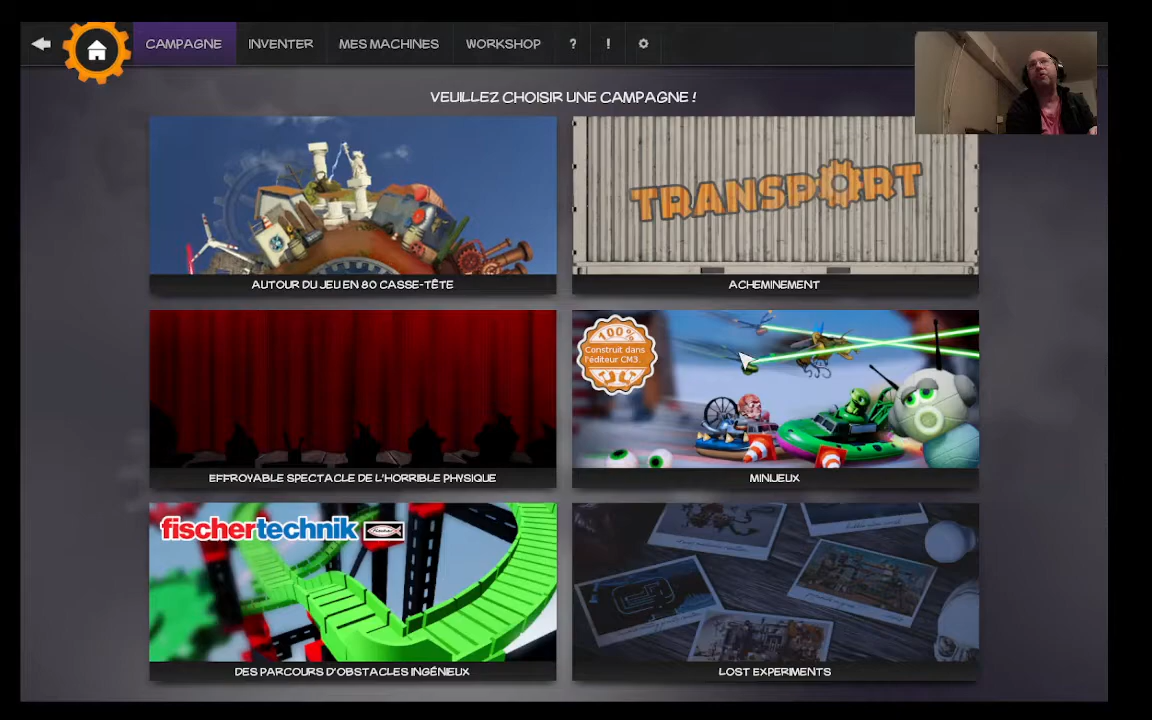 CAMPAGNE INVENTER MES MACHINES WORKSHOP ? !
VEUILLEZ CHOISIR UNE CAMPAGNE !
TRANSPORT
AUTOUR DU JEU EN 80 CASSE-TÊTE
ACHEMINEMENT
100%
Construit dans
l'éditeur CM3.
EFFROYABLE SPECTACLE DE L'HORRIBLE PHYSIQUE
MINIJEUX
fischertechnik
DES PARCOURS D'OBSTACLES INGÉNIEUX
LOST EXPERIMENTS